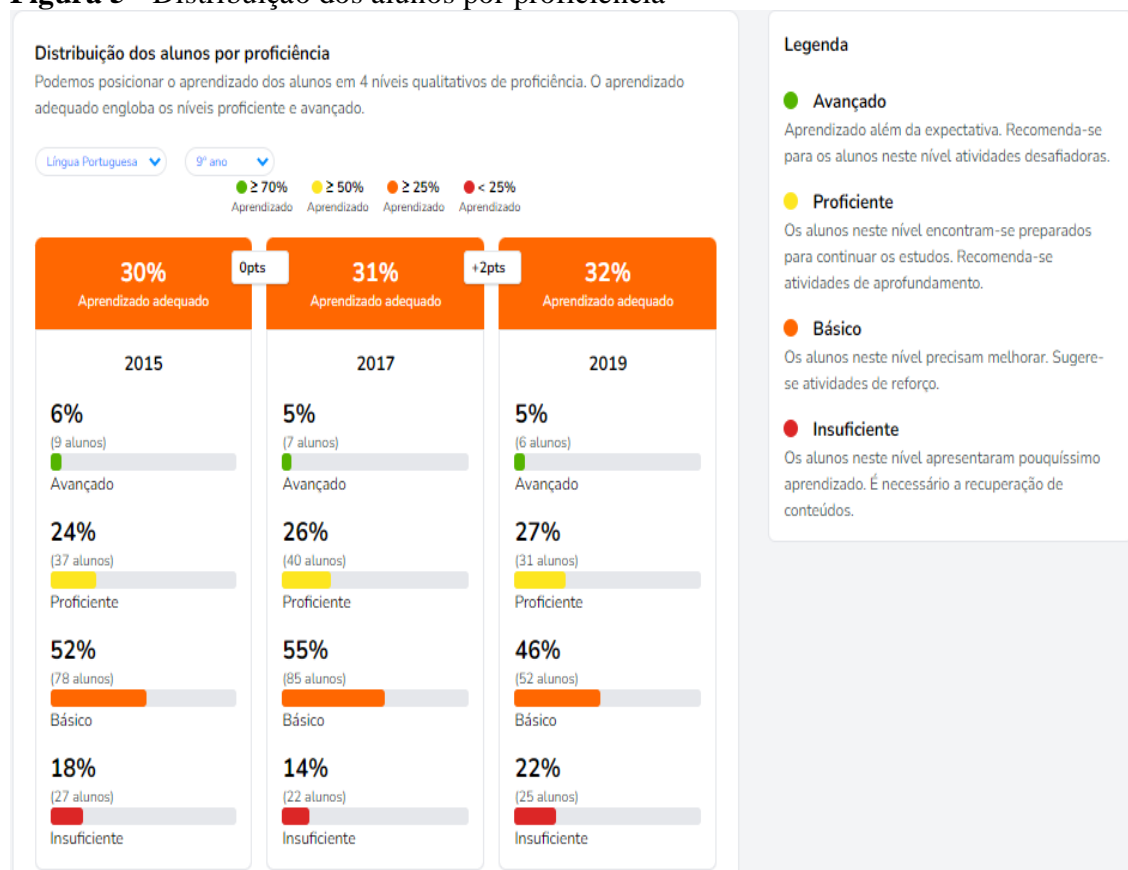 Figura 5 - Distribuição dos alunos por proficiência
Distribuição dos alunos por proficiência
Podemos posicionar o aprendizado dos alunos em 4 níveis qualitativos de proficiência. O aprendizado
adequado engloba os níveis proficiente e avançado.
Língua Portuguesa
9º ano
≥ 70%
Aprendizado
≥ 50%
Aprendizado
≥ 25%
Aprendizado
< 25%
Aprendizado
30%
Aprendizado adequado
0pts
31%
Aprendizado adequado
+2pts
32%
Aprendizado adequado
2015
6%
(9 alunos)
Avançado
24%
(37 alunos)
Proficiente
52%
(78 alunos)
Básico
18%
(27 alunos)
Insuficiente
2017
5%
(7 alunos)
Avançado
26%
(40 alunos)
Proficiente
55%
(85 alunos)
Básico
14%
(22 alunos)
Insuficiente
2019
5%
(6 alunos)
Avançado
27%
(31 alunos)
Proficiente
46%
(52 alunos)
Básico
22%
(25 alunos)
Insuficiente
Legenda
Avançado
Aprendizado além da expectativa. Recomenda-se
para os alunos neste nível atividades desafiadoras.
Proficiente
Os alunos neste nível encontram-se preparados
para continuar os estudos. Recomenda-se
atividades de aprofundamento.
Básico
Os alunos neste nível precisam melhorar. Sugere-
se atividades de reforço.
Insuficiente
Os alunos neste nível apresentaram pouquíssimo
aprendizado. É necessário a recuperação de
conteúdos.